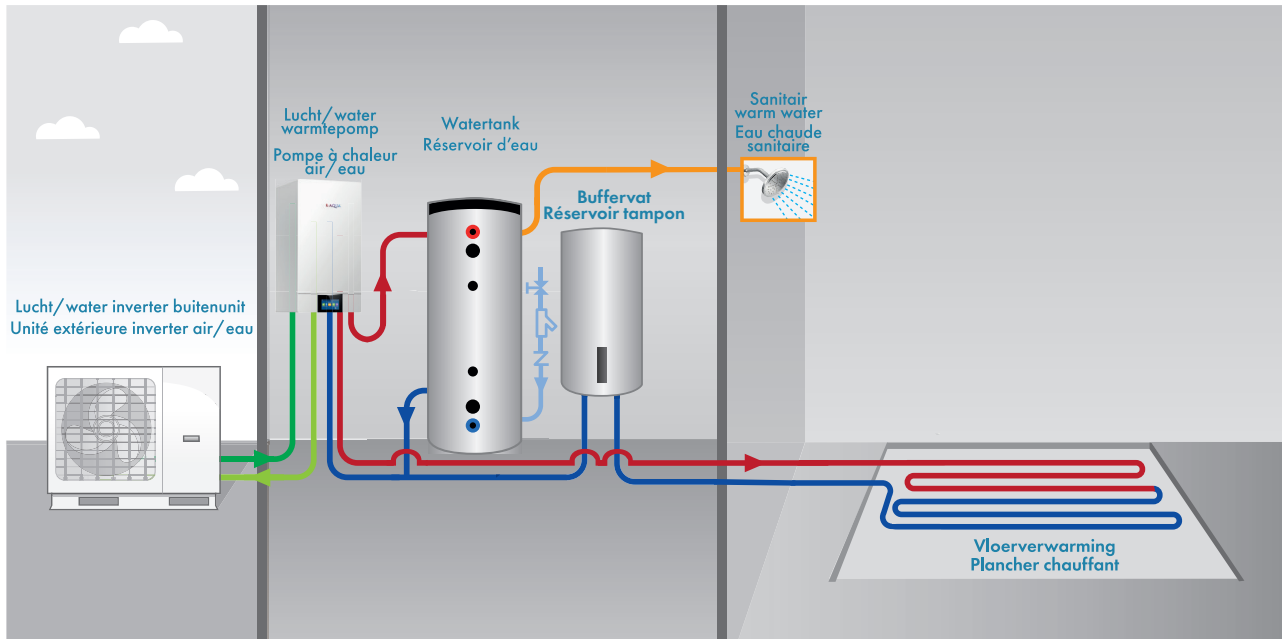 Lucht/water
warmtepomp
Pompe à chaleur
air/eau
Watertank
Réservoir d'eau
Sanitair
warm water
Eau chaude
sanitaire
Buffervat
Réservoir tampon
Lucht/water inverter buitenunit
Unité extérieure inverter air/eau
Vloerverwarming
Plancher chauffant